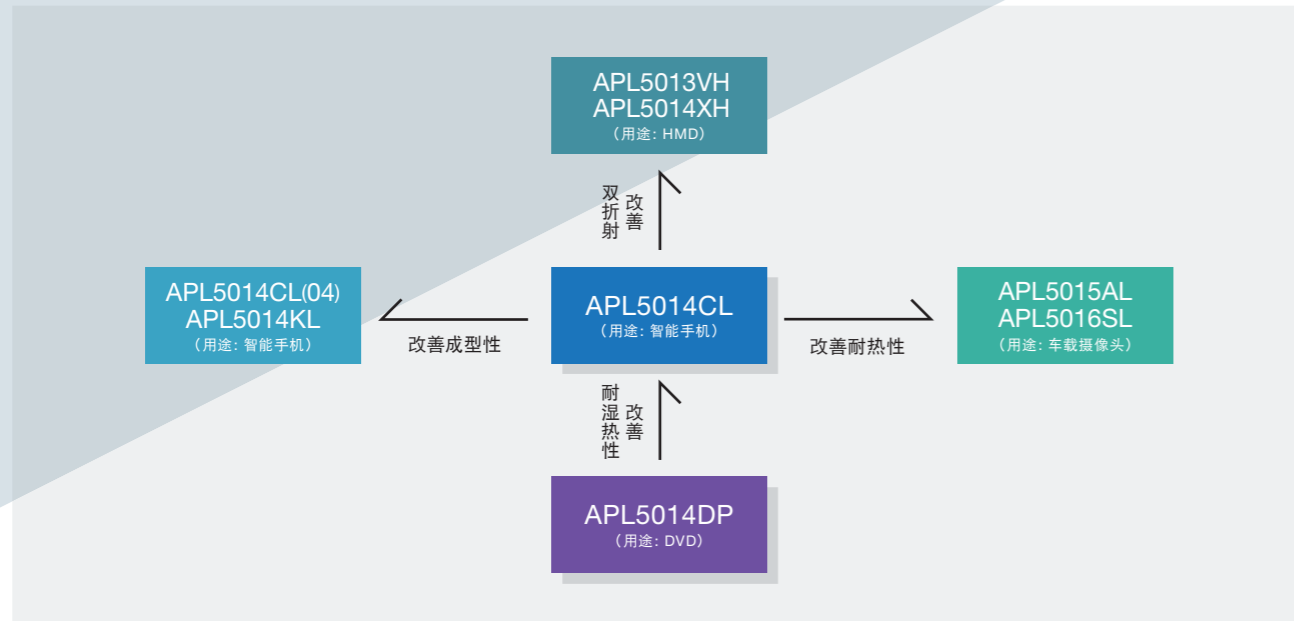 APL5013VH
APL5014XH
（用途: HMD）
改善
双折射
APL5014CL(04)
APL5014KL
（用途: 智能手机）
改善成型性
APL5014CL
（用途: 智能手机）
改善耐热性
APL5015AL
APL5016SL
（用途: 车载摄像头）
改善
耐湿热性
APL5014DP
（用途: DVD）